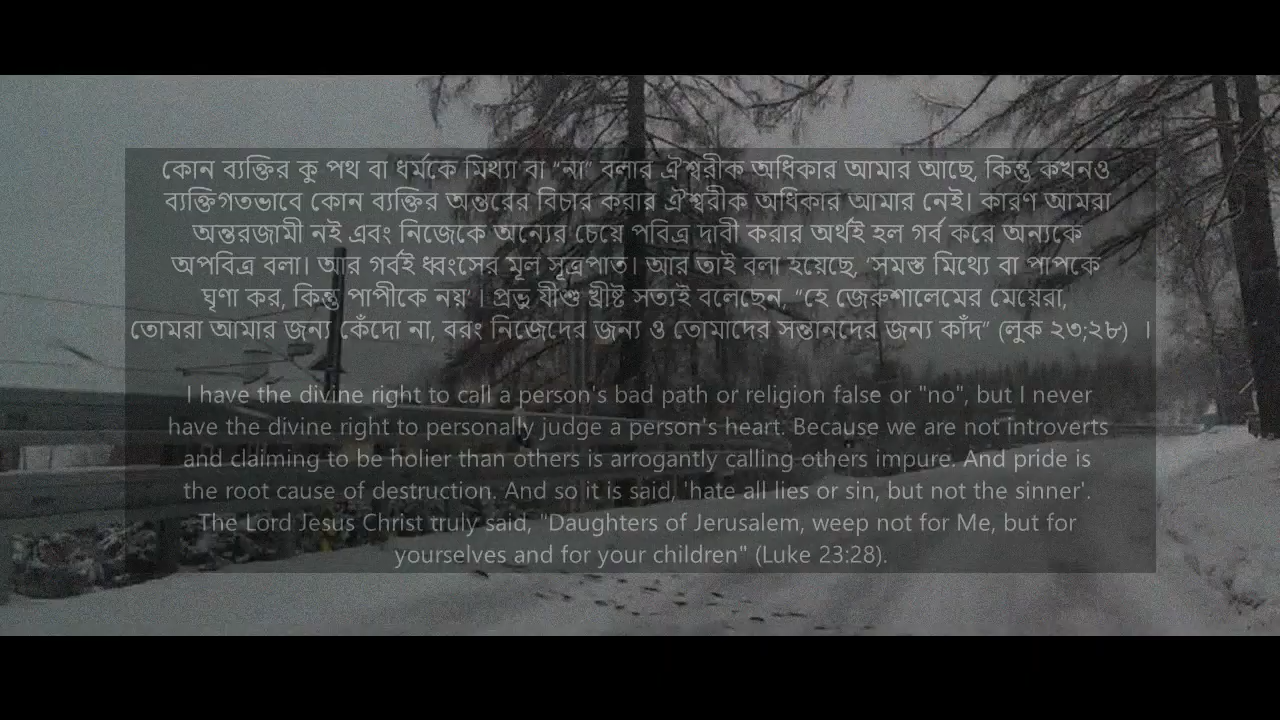 কোন ব্যক্তির কু পথ বা ধর্মকে মিথ্যা বা “না” বলার ঐশ্বরীক অধিকার আমার আছে, কিন্তু কখনও
ব্যক্তিগতভাবে কোন ব্যক্তির অন্তরের বিচার করার ঐশ্বরীক অধিকার আমার নেই। কারণ আমরা
অন্তরজামী নই এবং নিজেকে অন্যের চেয়ে পবিত্র দাবী করার অর্থই হল গর্ব করে অন্যকে
অপবিত্র বলা। আর গর্বই ধ্বংসের মূল সূত্রপাত। আর তাই বলা হয়েছে, ‘সমস্ত মিথ্যে বা পাপকে
ঘৃণা কর, কিন্তু পাপীকে নয়’। প্রভু যীশু খ্রীষ্ট সত্যই বলেছেন, “হে জেরুশালেমের মেয়েরা,
তোমরা আমার জন্য কেঁদো না, বরং নিজেদের জন্য ও তোমাদের সন্তানদের জন্য কাঁদ” (লুক ২৩;২৮) ।
I have the divine right to call a person's bad path or religion false or "no", but I never
have the divine right to personally judge a person's heart. Because we are not introverts
and claiming to be holier than others is arrogantly calling others impure. And pride is
the root cause of destruction. And so it is said, 'hate all lies or sin, but not the sinner'.
The Lord Jesus Christ truly said, "Daughters of Jerusalem, weep not for Me, but for
yourselves and for your children" (Luke 23:28).